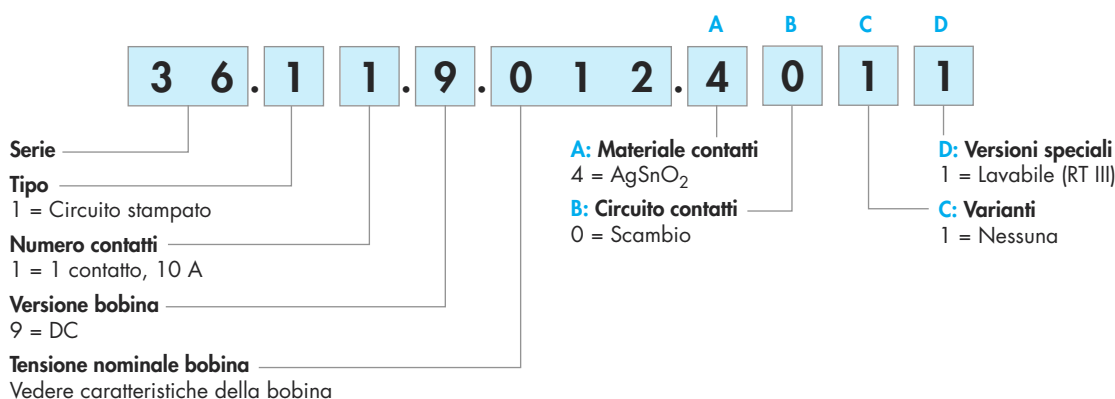 A B C D
3 6 . 1 1 . 9 . 0 1 2 . 4 0 1 1
Serie
Tipo
1 = Circuito stampato
Numero contatti
1 = 1 contatto, 10 A
Versione bobina
9 = DC
Tensione nominale bobina
Vedere caratteristiche della bobina
A: Materiale contatti
4 = AgSnO2
B: Circuito contatti
0 = Scambio
D: Versioni speciali
1 = Lavabile (RT III)
C: Varianti
1 = Nessuna